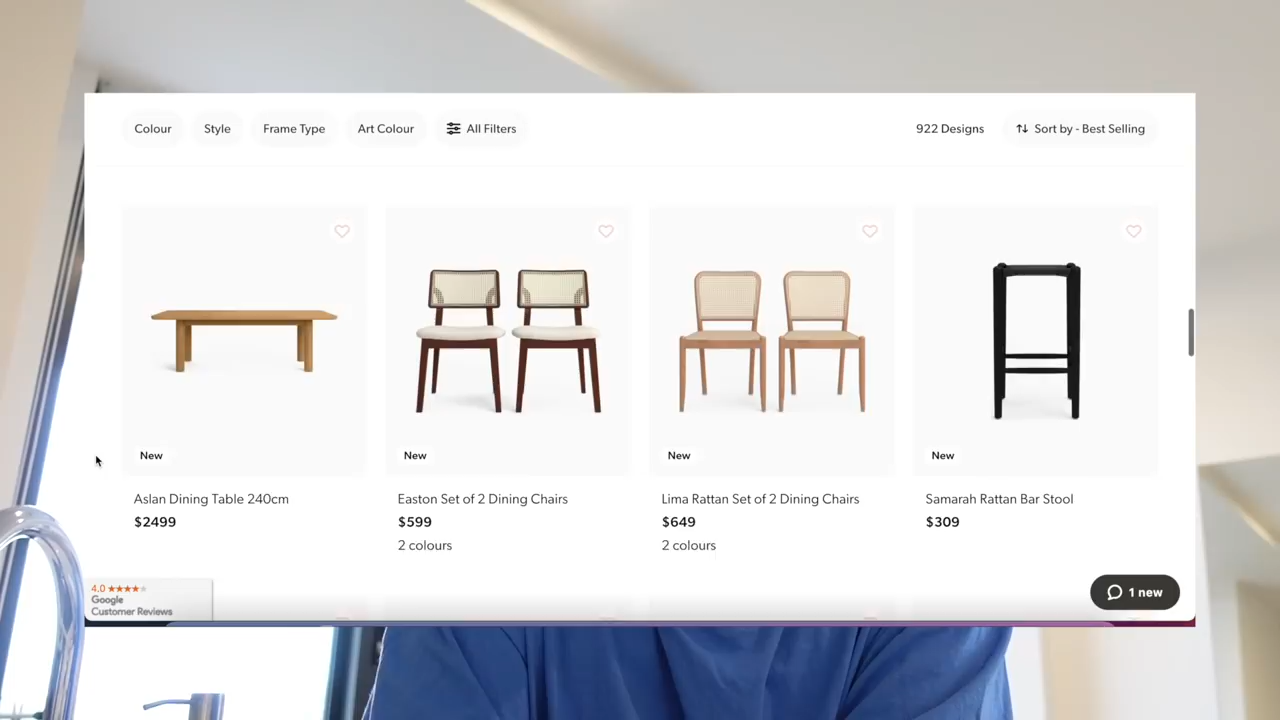 Colour
Style
Frame Type
Art Colour
All Filters
922 Designs
Sort by - Best Selling
New
New
New
New
Aslan Dining Table 240cm
$2499
Easton Set of 2 Dining Chairs
$599
2 colours
Lima Rattan Set of 2 Dining Chairs
$649
2 colours
Samarah Rattan Bar Stool
$309
4.0
Google
Customer Reviews
1 new